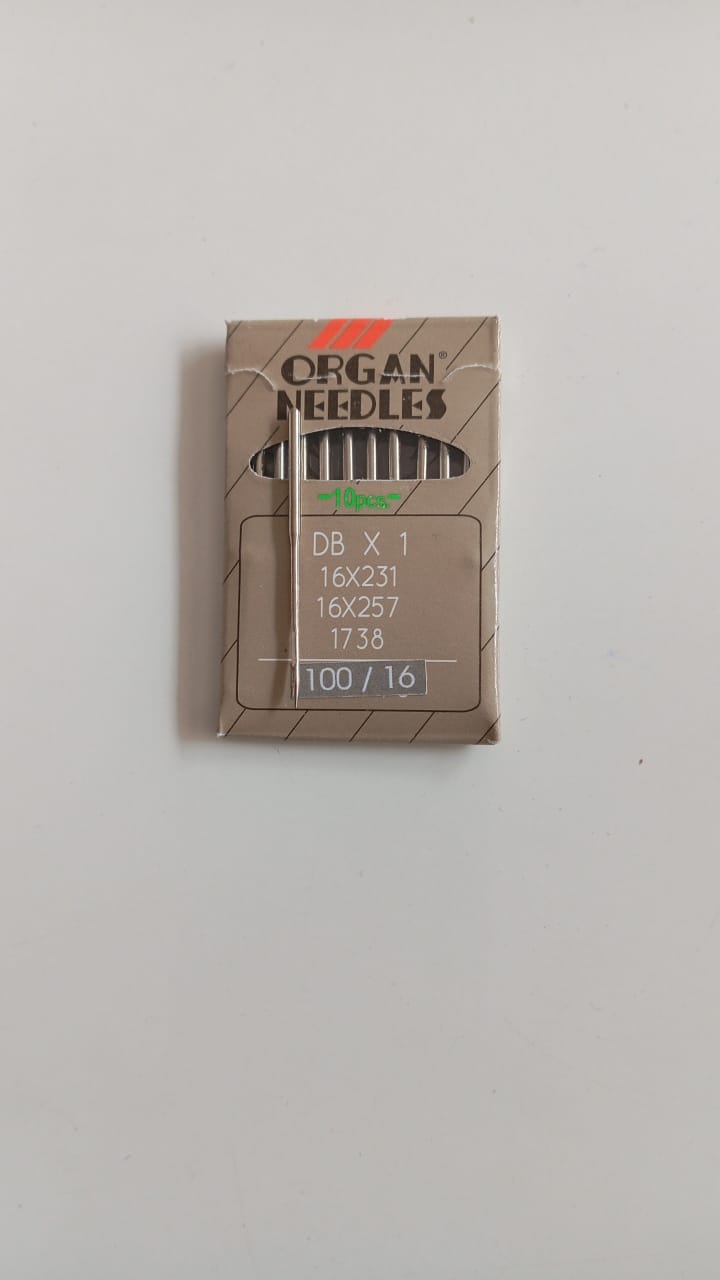 ORGAN®
NEEDLES
-10pcs.-
DB X 1
16X231
16X257
1738
100 / 16